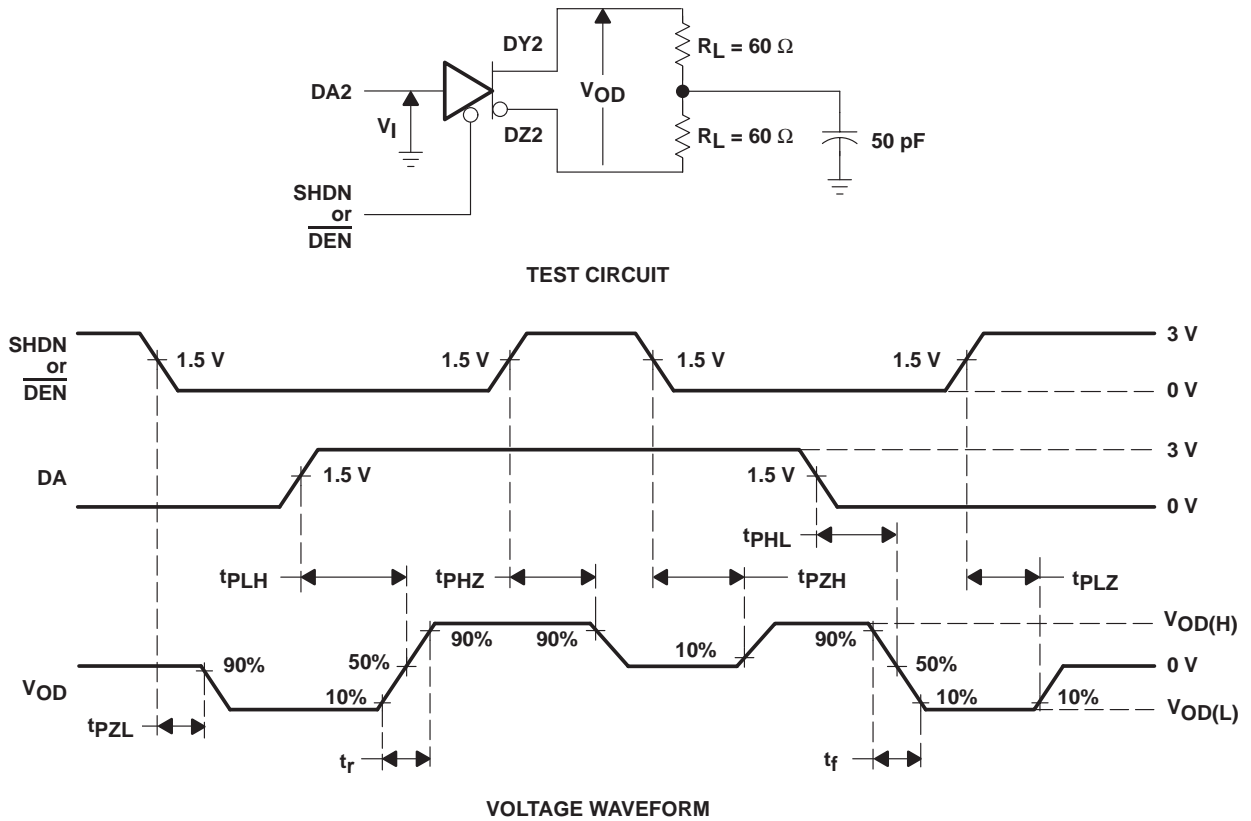 DY2
RL = 60 Ω
DA2
VOD
VI
DZ2
RL = 60 Ω
50 pF
SHDN
or
DEN
TEST CIRCUIT
SHDN
or
DEN
1.5 V
1.5 V
1.5 V
1.5 V
3 V
0 V
DA
1.5 V
1.5 V
3 V
0 V
tPHL
tPLH
tPHZ
tPZH
tPLZ
VOD
90%
50%
10%
90%
90%
10%
90%
50%
10%
10%
VOD(H)
0 V
VOD(L)
tPZL
tr
tf
VOLTAGE WAVEFORM